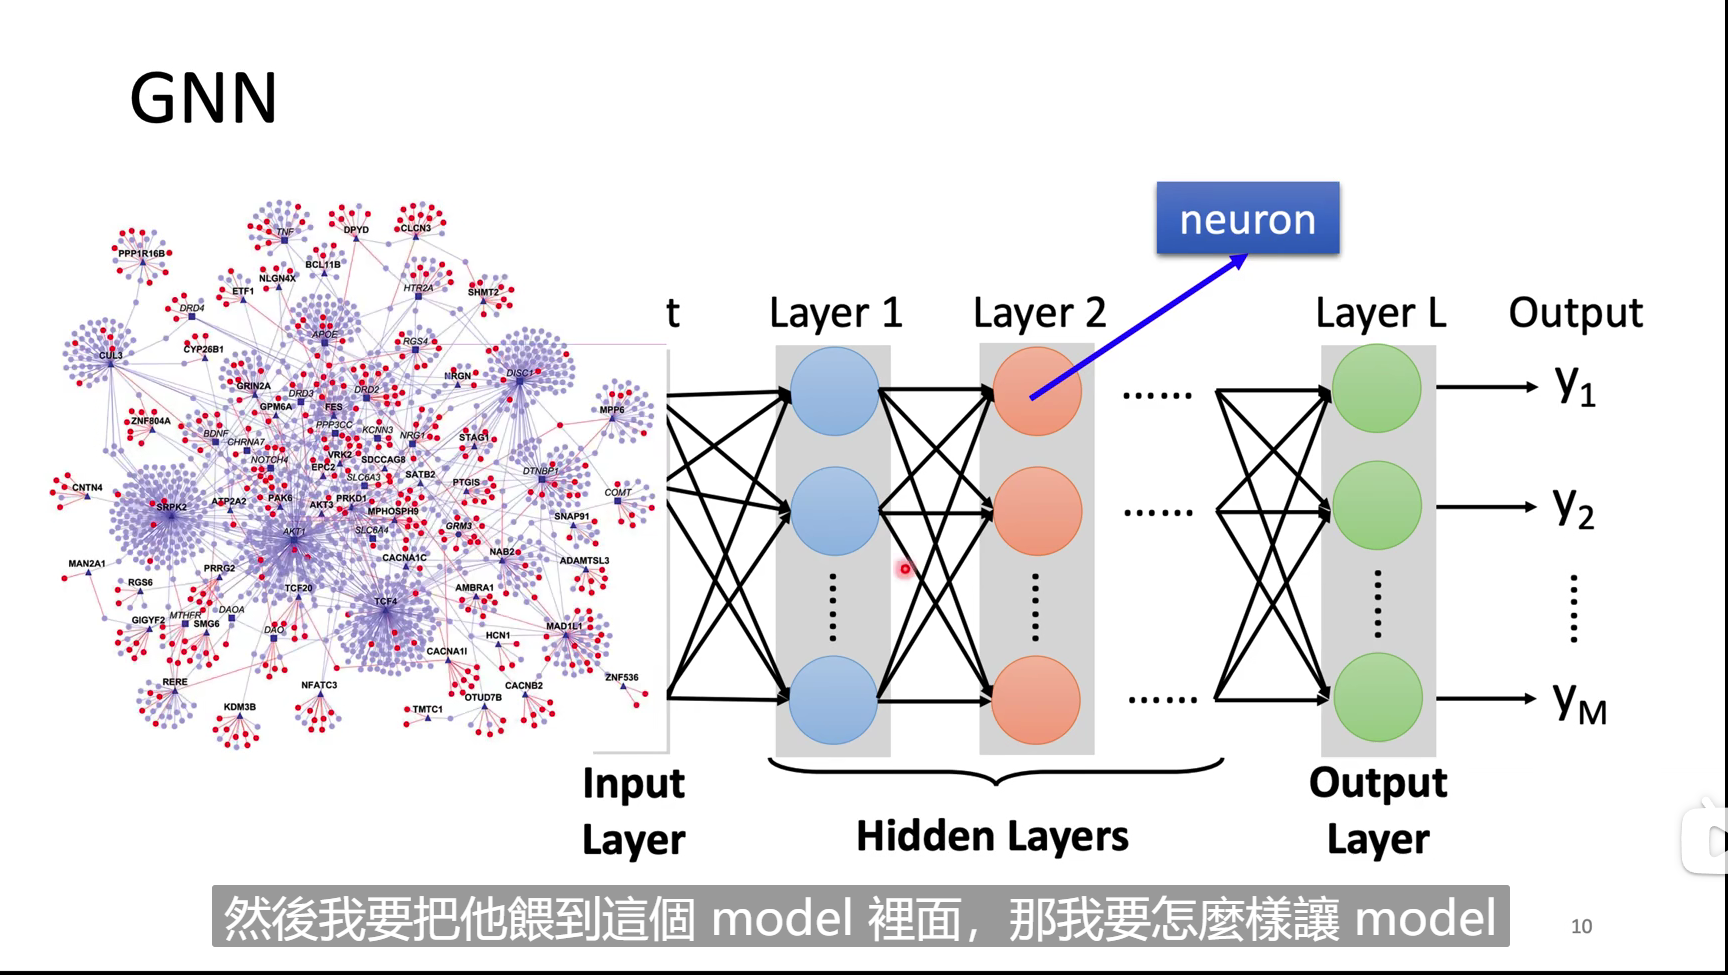 GNN
neuron
t
Layer 1
Layer 2
Layer L
Output
TNF
DPYD
CLCN3
PPP1R16B
BCL11B
NLGN4X
ETF1
HTR2A
SHMT2
DRD4
APOE
RGS4
CYP26B1
CUL3
NRGN
DISC1
GRIN2A
DRD3
DRD2
GPM6A
FES
MPP6
ZNF804A
PPP3CC
BDNF
CHRNA7
KCNN3
NRG1
STAG1
NOTCH4
VRK2
SDCCAG8
EPC2
SATB2
DTNBP1
SLC6A3
PTGIS
CNTN4
COMT
ATP2A2
PAK6
PRKD1
SRPK2
AKT3
MPHOSPH9
SNAP91
AKT1
SLC6A4
GRM3
NAB2
CACNA1C
ADAMTSL3
MAN2A1
PRRG2
RGS6
TCF20
AMBRA1
TCF4
MTHFR
DAOA
GIGYF2
SMG6
DAO
MAD1L1
HCN1
CACNA1I
RERE
NFATC3
CACNB2
ZNF536
OTUD7B
KDM3B
TMTC1
y1
y2
yM
......
......
......
Input
Layer
Hidden Layers
Output
Layer
然後我要把他餵到這個 model 裡面，那我要怎麼樣讓 model
10